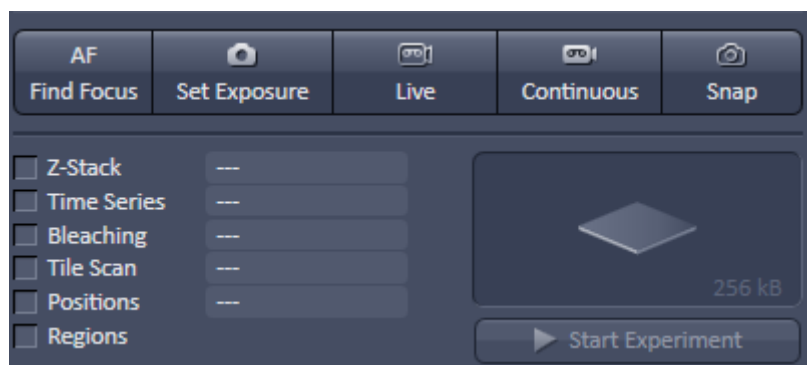 AF
Find Focus
Set Exposure
Live
Continuous
Snap
Z-Stack ---
Time Series ---
Bleaching ---
Tile Scan ---
Positions ---
Regions
256 kB
Start Experiment